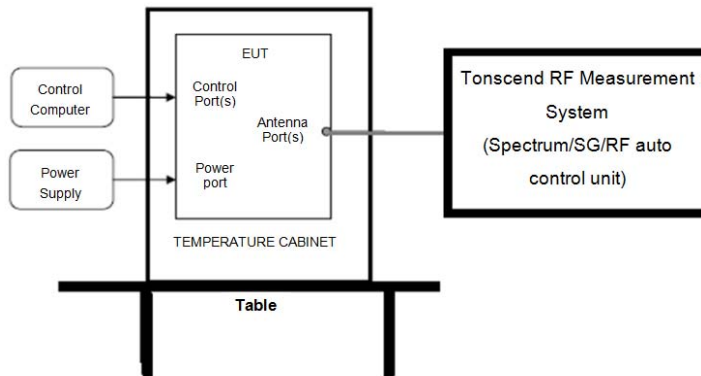 EUT
Control
Computer
Control
Port(s)
Antenna
Port(s)
Power
Supply
Power
port
TEMPERATURE CABINET
Table
Tonscend RF Measurement
System
(Spectrum/SG/RF auto
control unit)